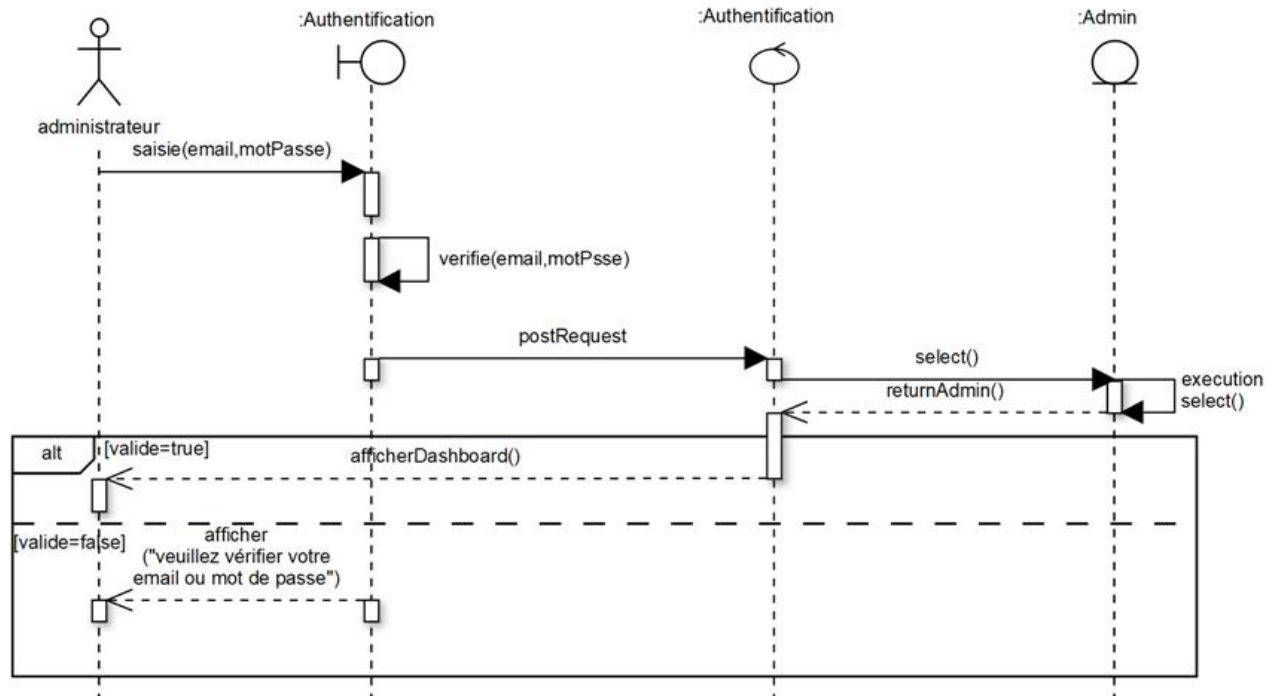 :Authentification
:Authentification
:Admin
administrateur
saisie(email,motPasse)
verifie(email,motPsse)
postRequest
select()
execution
select()
returnAdmin()
alt
[valide=true]
afficherDashboard()
[valide=false]
afficher
("veuillez vérifier votre
email ou mot de passe")